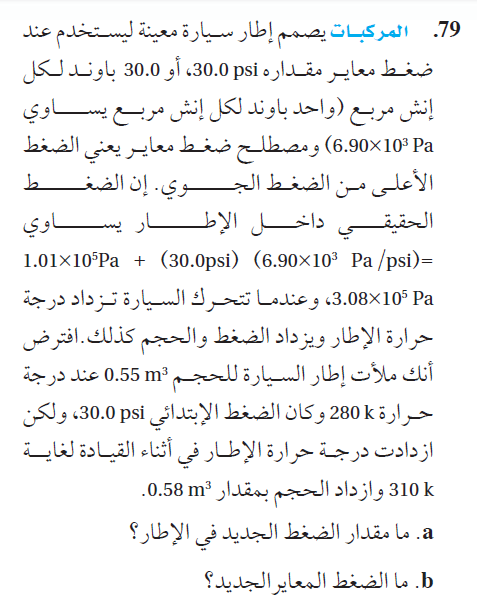 79. المركبات يصمم إطار سيارة معينة ليستخدم عند
ضغط معاير مقداره 30.0 psi، أو 30.0 باوند لكل
إنش مربع (واحد باوند لكل إنش مربع يساوي
6.90×10³ Pa) ومصطلح ضغط معاير يعني الضغط
الأعلى من الضغط الجوي. إن الضغط
الحقيقي داخل الإطار يساوي
1.01×10⁵Pa + (30.0psi) (6.90×10³ Pa/psi)=
3.08×10⁵ Pa، وعندما تتحرك السيارة تزداد درجة
حرارة الإطار ويزداد الضغط والحجم كذلك. افترض
أنك ملأت إطار السيارة للحجم 0.55 m³ عند درجة
حرارة 280 k وكان الضغط الإبتدائي 30.0 psi، ولكن
ازدادت درجة حرارة الإطار في أثناء القيادة لغاية
310 k وازداد الحجم بمقدار 0.58 m³.
a. ما مقدار الضغط الجديد في الإطار؟
b. ما الضغط المعاير الجديد؟